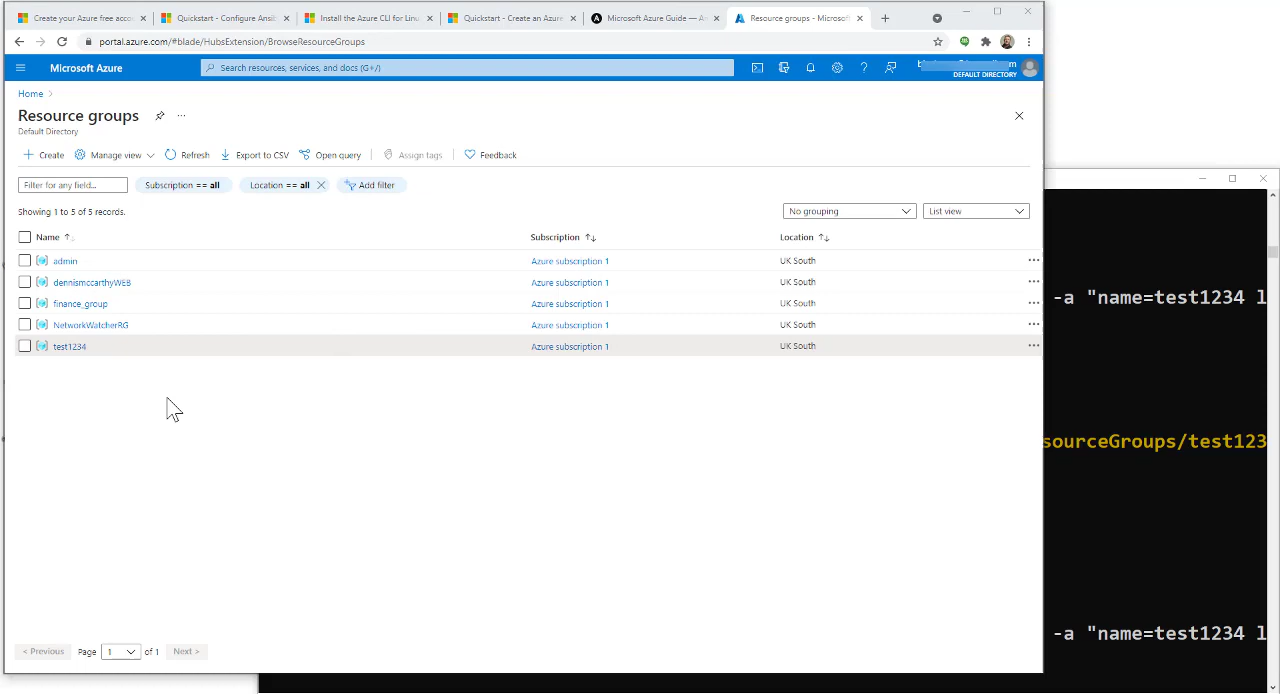 Create your Azure free acco
Quickstart - Configure Ansib
Install the Azure CLI for Linu
Quickstart - Create an Azure
Microsoft Azure Guide — A
Resource groups - Microsof
portal.azure.com/#blade/HubsExtension/BrowseResourceGroups
Microsoft Azure
Search resources, services, and docs (G+/)
DEFAULT DIRECTORY
Home >
Resource groups
Default Directory
Create
Manage view
Refresh
Export to CSV
Open query
Assign tags
Feedback
Filter for any field...
Subscription == all
Location == all
Add filter
Showing 1 to 5 of 5 records.
No grouping
List view
Name Subscription Location
admin Azure subscription 1 UK South
dennismccarthyWEB Azure subscription 1 UK South
finance_group Azure subscription 1 UK South
NetworkWatcherRG Azure subscription 1 UK South
test1234 Azure subscription 1 UK South
< Previous Page 1 of 1 Next >
-a "name=test1234 l
sourceGroups/test123
-a "name=test1234 l